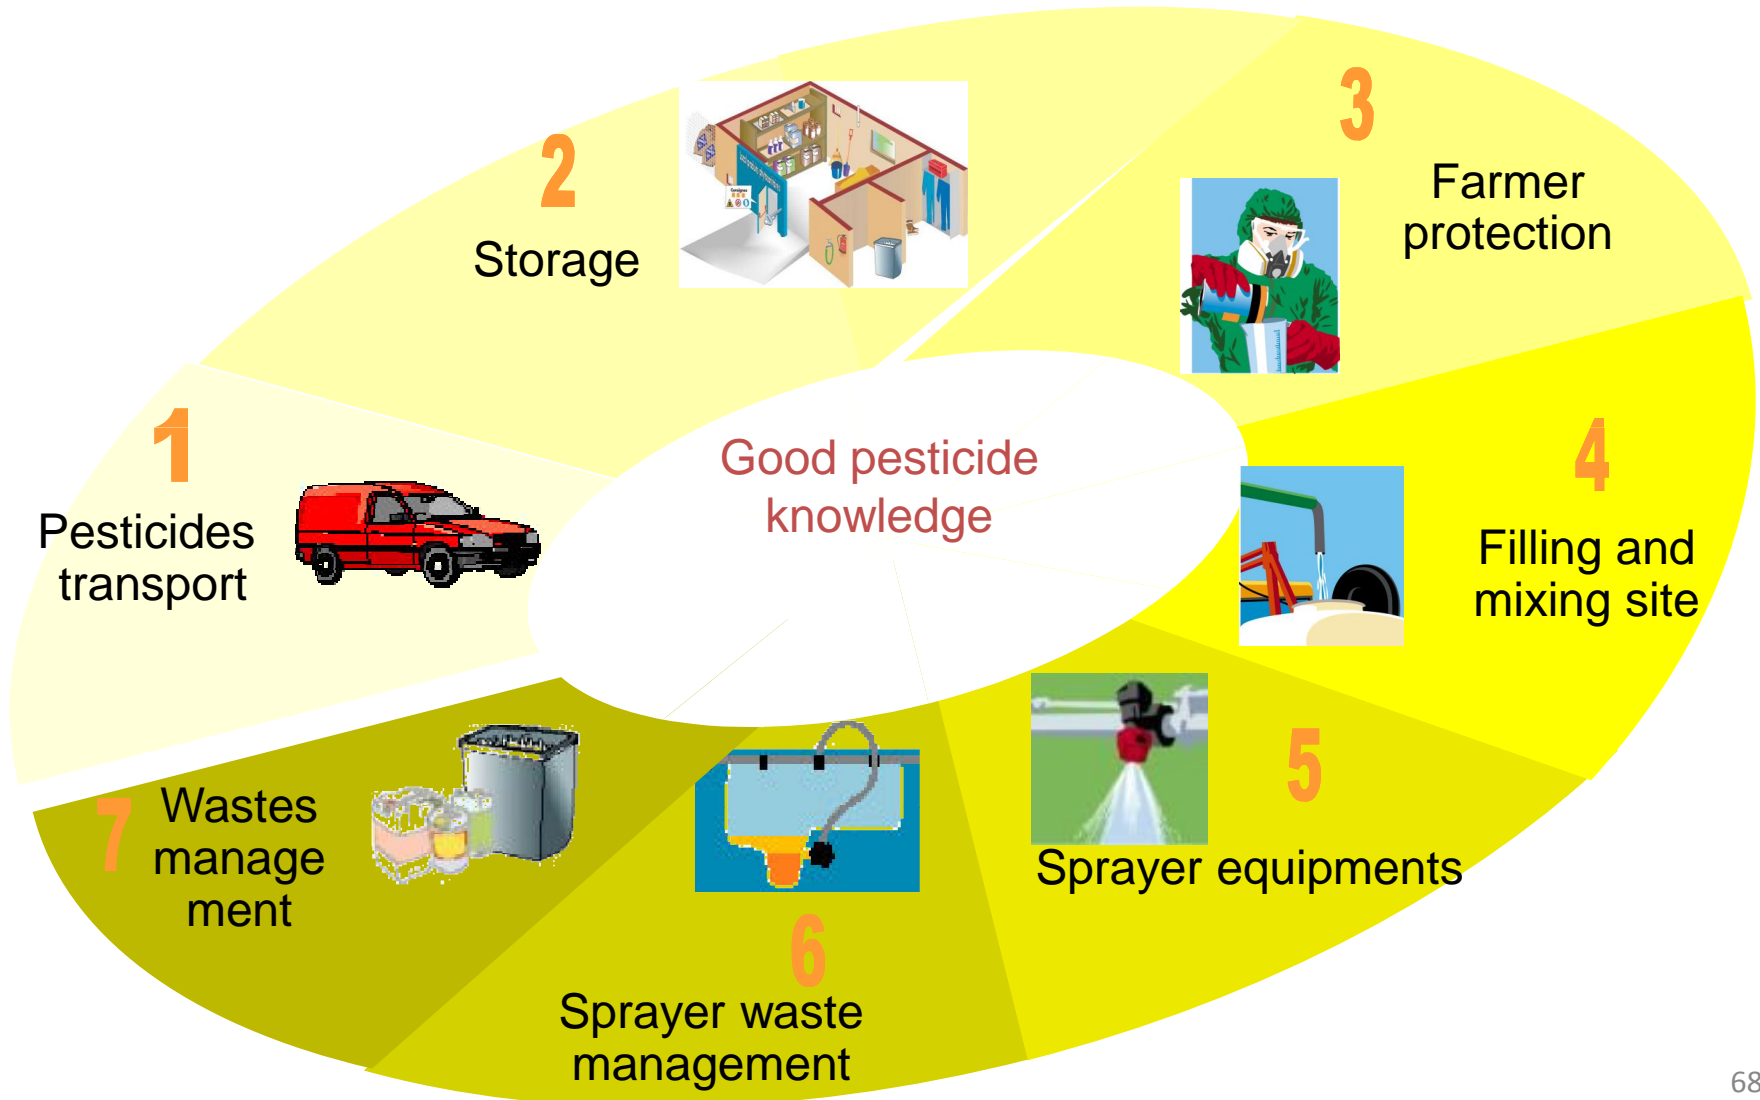 1
Pesticides
transport
2
Storage
3
Farmer
protection
4
Filling and
mixing site
5
Sprayer equipments
6
Sprayer waste
management
7
Wastes
manage
ment
Good pesticide
knowledge
68